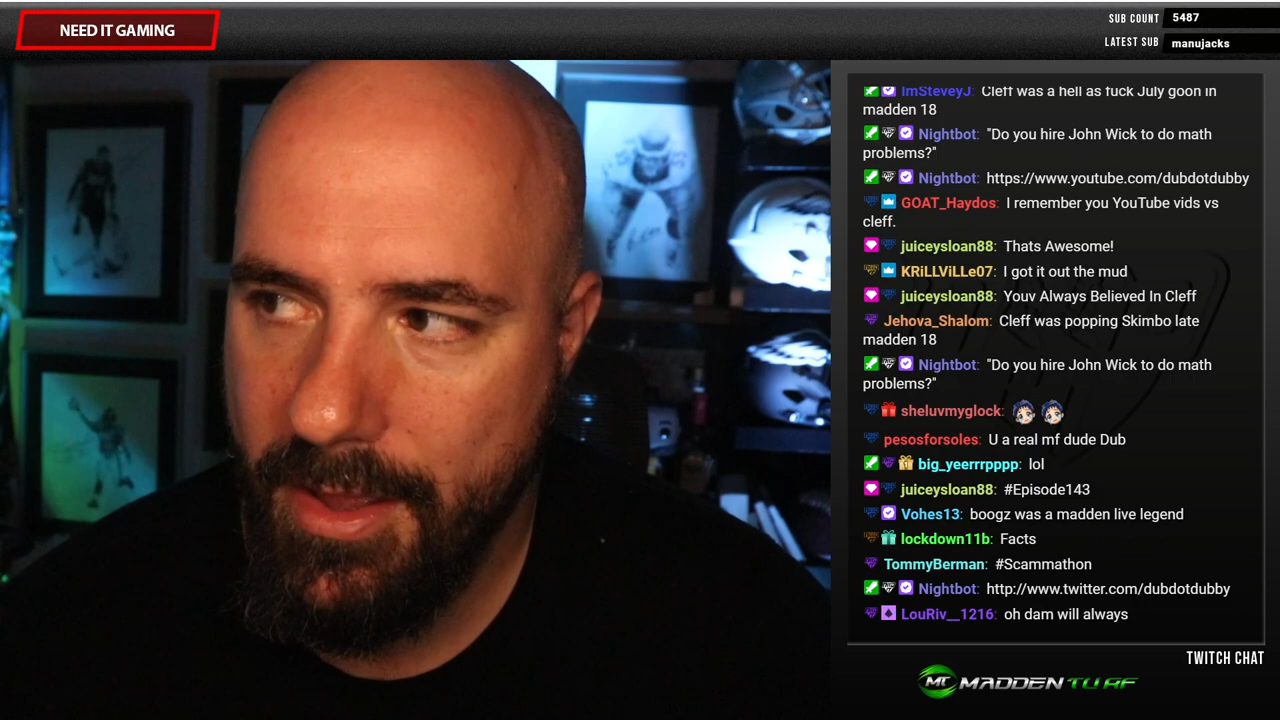 NEED IT GAMING
SUB COUNT 5487
LATEST SUB manujacks
ImSteveyJ: Cleff was a hell as fuck July goon in
madden 18
Nightbot: "Do you hire John Wick to do math
problems?"
Nightbot: https://www.youtube.com/dubdotdubby
GOAT_Haydos: I remember you YouTube vids vs
cleff.
juiceysloan88: Thats Awesome!
KRiLLViLLe07: I got it out the mud
juiceysloan88: Youv Always Believed In Cleff
Jehova_Shalom: Cleff was popping Skimbo late
madden 18
Nightbot: "Do you hire John Wick to do math
problems?"
sheluvmyglock:
pesosforsoles: U a real mf dude Dub
big_yeerrrpppp: lol
juiceysloan88: #Episode143
Vohes13: boogz was a madden live legend
lockdown11b: Facts
TommyBerman: #Scammathon
Nightbot: http://www.twitter.com/dubdotdubby
LouRiv__1216: oh dam will always
TWITCH CHAT
MT MADDEN TURF